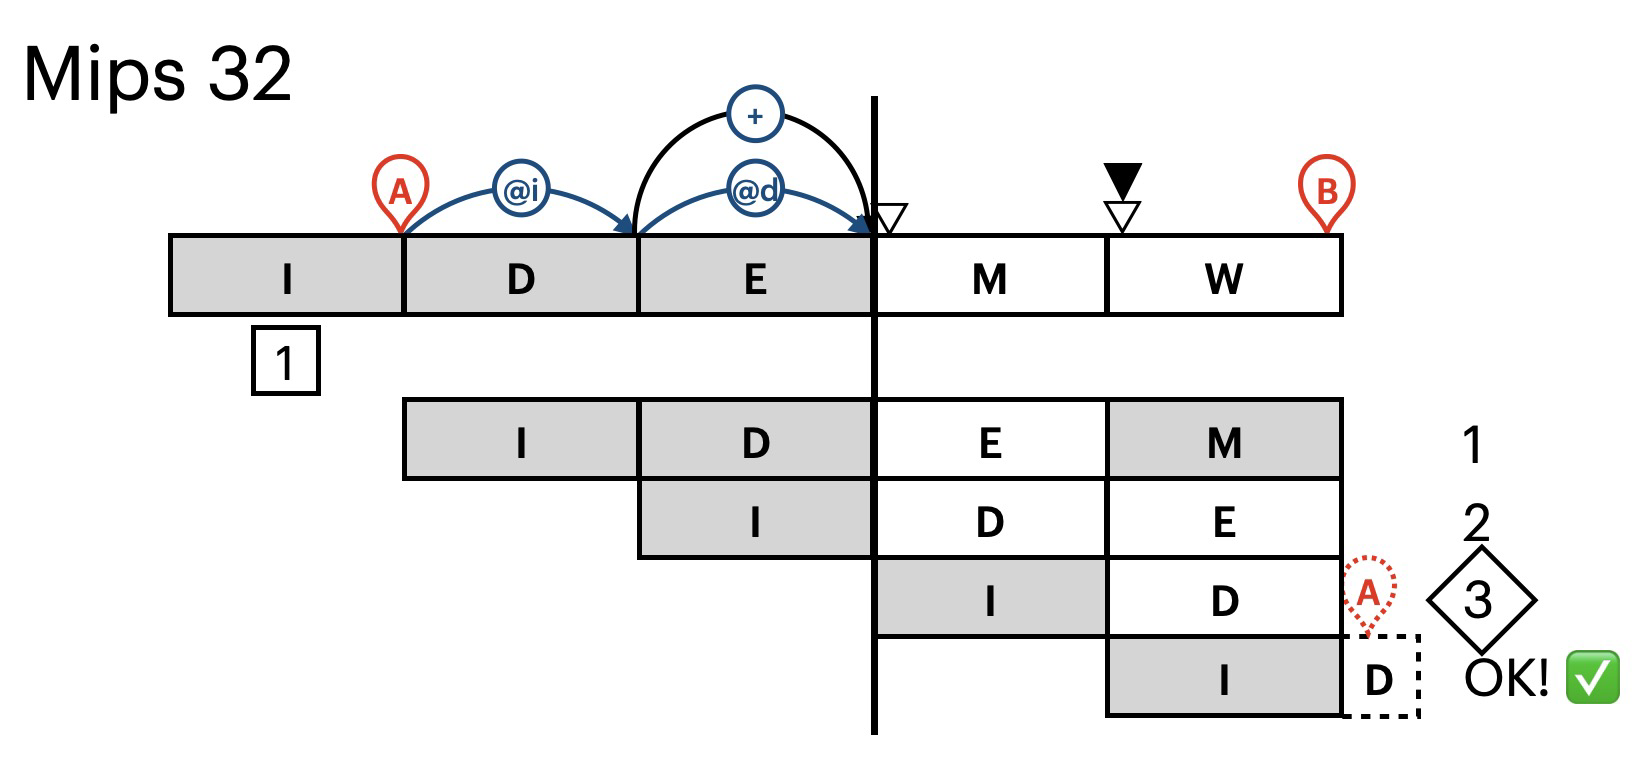 Mips 32
+
A @i @d B
I D E M W
1
I D E M 1
I D E 2
I D A 3
I D OK!